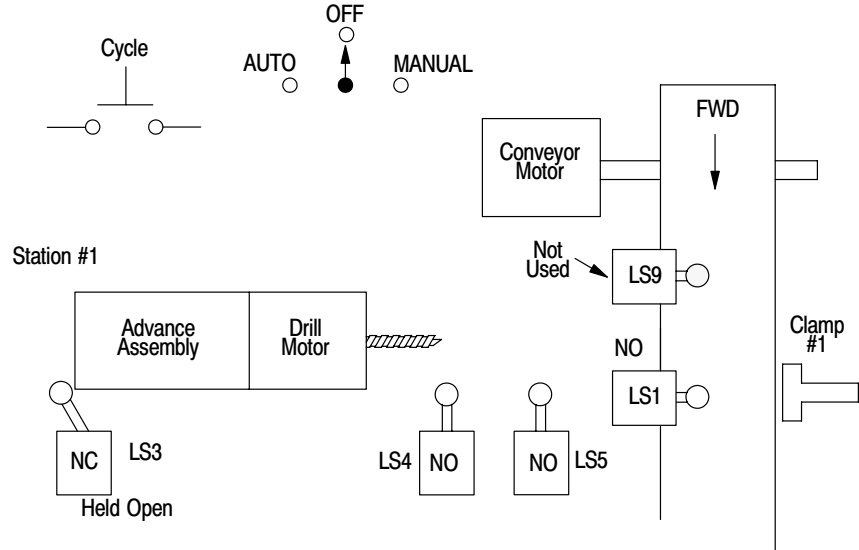 OFF
Cycle
AUTO
MANUAL
FWD
Conveyor
Motor
Station #1
Not
Used
LS9
Advance
Assembly
Drill
Motor
Clamp
#1
NO
LS1
NC
LS3
LS4
NO
NO
LS5
Held Open